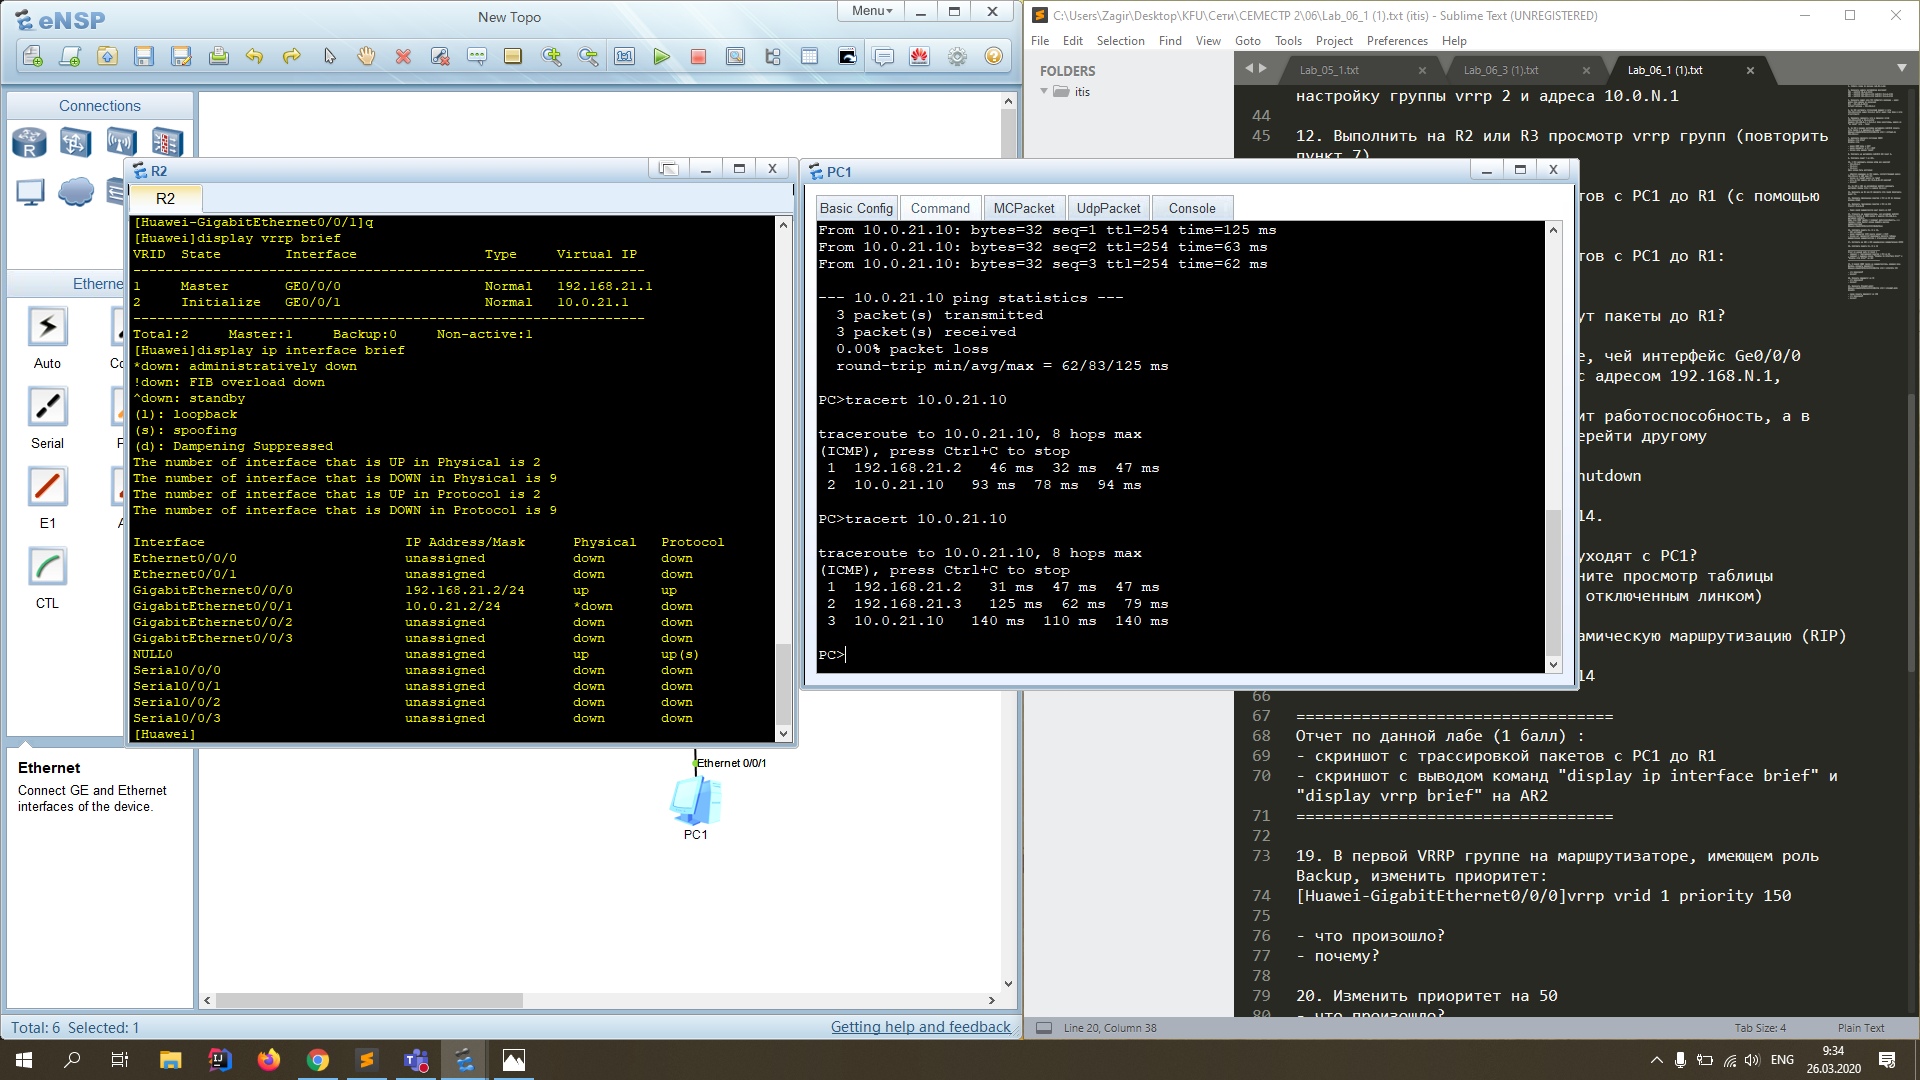 eNSP
New Topo
Menu
Connections
Etherne
Auto
Co
Serial
F
E1
A
CTL
Ethernet
Connect GE and Ethernet
interfaces of the device.
Ethernet 0/0/1
PC1
Total: 6 Selected: 1
Getting help and feedback
R2
R2
[Huawei-GigabitEthernet0/0/1]q
[Huawei]display vrrp brief
VRID State Interface Type Virtual IP
----------------------------------------------------------------
1 Master GE0/0/0 Normal 192.168.21.1
2 Initialize GE0/0/1 Normal 10.0.21.1
----------------------------------------------------------------
Total:2 Master:1 Backup:0 Non-active:1
[Huawei]display ip interface brief
*down: administratively down
!down: FIB overload down
^down: standby
(l): loopback
(s): spoofing
(d): Dampening Suppressed
The number of interface that is UP in Physical is 2
The number of interface that is DOWN in Physical is 9
The number of interface that is UP in Protocol is 2
The number of interface that is DOWN in Protocol is 9
Interface IP Address/Mask Physical Protocol
Ethernet0/0/0 unassigned down down
Ethernet0/0/1 unassigned down down
GigabitEthernet0/0/0 192.168.21.2/24 up up
GigabitEthernet0/0/1 10.0.21.2/24 *down down
GigabitEthernet0/0/2 unassigned down down
GigabitEthernet0/0/3 unassigned down down
NULL0 unassigned up up(s)
Serial0/0/0 unassigned down down
Serial0/0/1 unassigned down down
Serial0/0/2 unassigned down down
Serial0/0/3 unassigned down down
[Huawei]
PC1
Basic Config Command MCPacket UdpPacket Console
From 10.0.21.10: bytes=32 seq=1 ttl=254 time=125 ms
From 10.0.21.10: bytes=32 seq=2 ttl=254 time=63 ms
From 10.0.21.10: bytes=32 seq=3 ttl=254 time=62 ms
--- 10.0.21.10 ping statistics ---
3 packet(s) transmitted
3 packet(s) received
0.00% packet loss
round-trip min/avg/max = 62/83/125 ms
PC>tracert 10.0.21.10
traceroute to 10.0.21.10, 8 hops max
(ICMP), press Ctrl+C to stop
1 192.168.21.2 46 ms 32 ms 47 ms
2 10.0.21.10 93 ms 78 ms 94 ms
PC>tracert 10.0.21.10
traceroute to 10.0.21.10, 8 hops max
(ICMP), press Ctrl+C to stop
1 192.168.21.2 31 ms 47 ms 47 ms
2 192.168.21.3 125 ms 62 ms 79 ms
3 10.0.21.10 140 ms 110 ms 140 ms
PC>
C:\Users\Zagir\Desktop\KFU\Сети\СЕМЕСТР 2\06\Lab_06_1 (1).txt (itis) - Sublime Text (UNREGISTERED)
File Edit Selection Find View Goto Tools Project Preferences Help
FOLDERS
itis
Lab_05_1.txt Lab_06_3 (1).txt Lab_06_1 (1).txt
настройку группы vrrp 2 и адреса 10.0.N.1
44
45 12. Выполнить на R2 или R3 просмотр vrrp групп (повторить
пункт 7)
тов с PC1 до R1 (с помощью
тов с PC1 до R1:
ут пакеты до R1?
е, чей интерфейс Ge0/0/0
с адресом 192.168.N.1,
ит работоспособность, а в
ерейти другому
hutdown
14.
уходят с PC1?
ните просмотр таблицы
отключенным линком)
амическую маршрутизацию (RIP)
14
66
67 ==================================
68 Отчет по данной лабе (1 балл) :
69 - скриншот с трассировкой пакетов с PC1 до R1
70 - скриншот с выводом команд "display ip interface brief" и
"display vrrp brief" на AR2
71 ==================================
72
73 19. В первой VRRP группе на маршрутизаторе, имеющем роль
Backup, изменить приоритет:
74 [Huawei-GigabitEthernet0/0/0]vrrp vrid 1 priority 150
75
76 - что произошло?
77 - почему?
78
79 20. Изменить приоритет на 50
80 - что произошло?
Line 20, Column 38
Tab Size: 4
Plain Text
ENG
9:34
26.03.2020